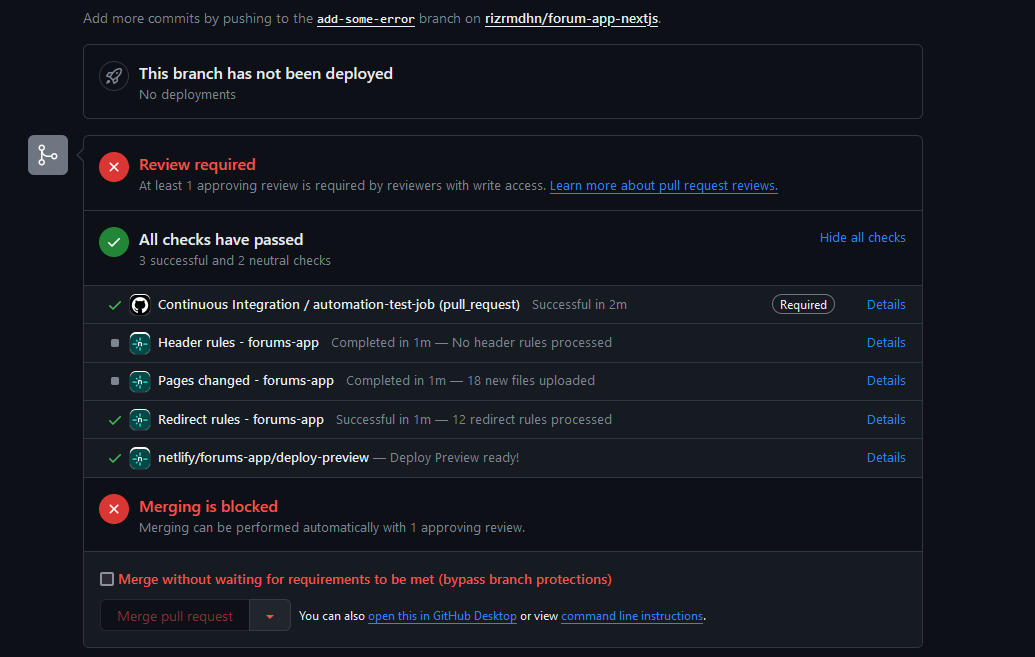 Add more commits by pushing to the add-some-error branch on rizrmdhn/forum-app-nextjs.
This branch has not been deployed
No deployments
Review required
At least 1 approving review is required by reviewers with write access. Learn more about pull request reviews.
All checks have passed
Hide all checks
3 successful and 2 neutral checks
Continuous Integration / automation-test-job (pull_request) Successful in 2m Required Details
Header rules - forums-app Completed in 1m — No header rules processed Details
Pages changed - forums-app Completed in 1m — 18 new files uploaded Details
Redirect rules - forums-app Successful in 1m — 12 redirect rules processed Details
netlify/forums-app/deploy-preview — Deploy Preview ready! Details
Merging is blocked
Merging can be performed automatically with 1 approving review.
Merge without waiting for requirements to be met (bypass branch protections)
Merge pull request You can also open this in GitHub Desktop or view command line instructions.